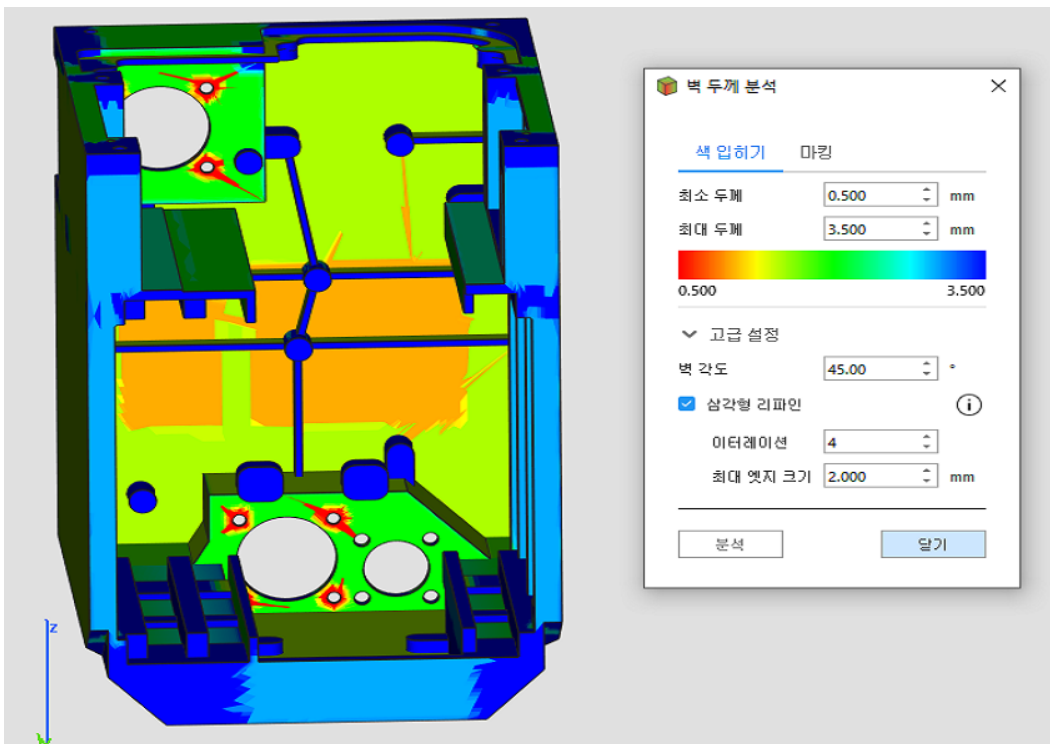 벽 두께 분석
색 입히기 마킹
최소 두께 0.500 mm
최대 두께 3.500 mm
0.500 3.500
고급 설정
벽 각도 45.00 °
삼각형 리파인
이터레이션 4
최대 엣지 크기 2.000 mm
분석 닫기
z